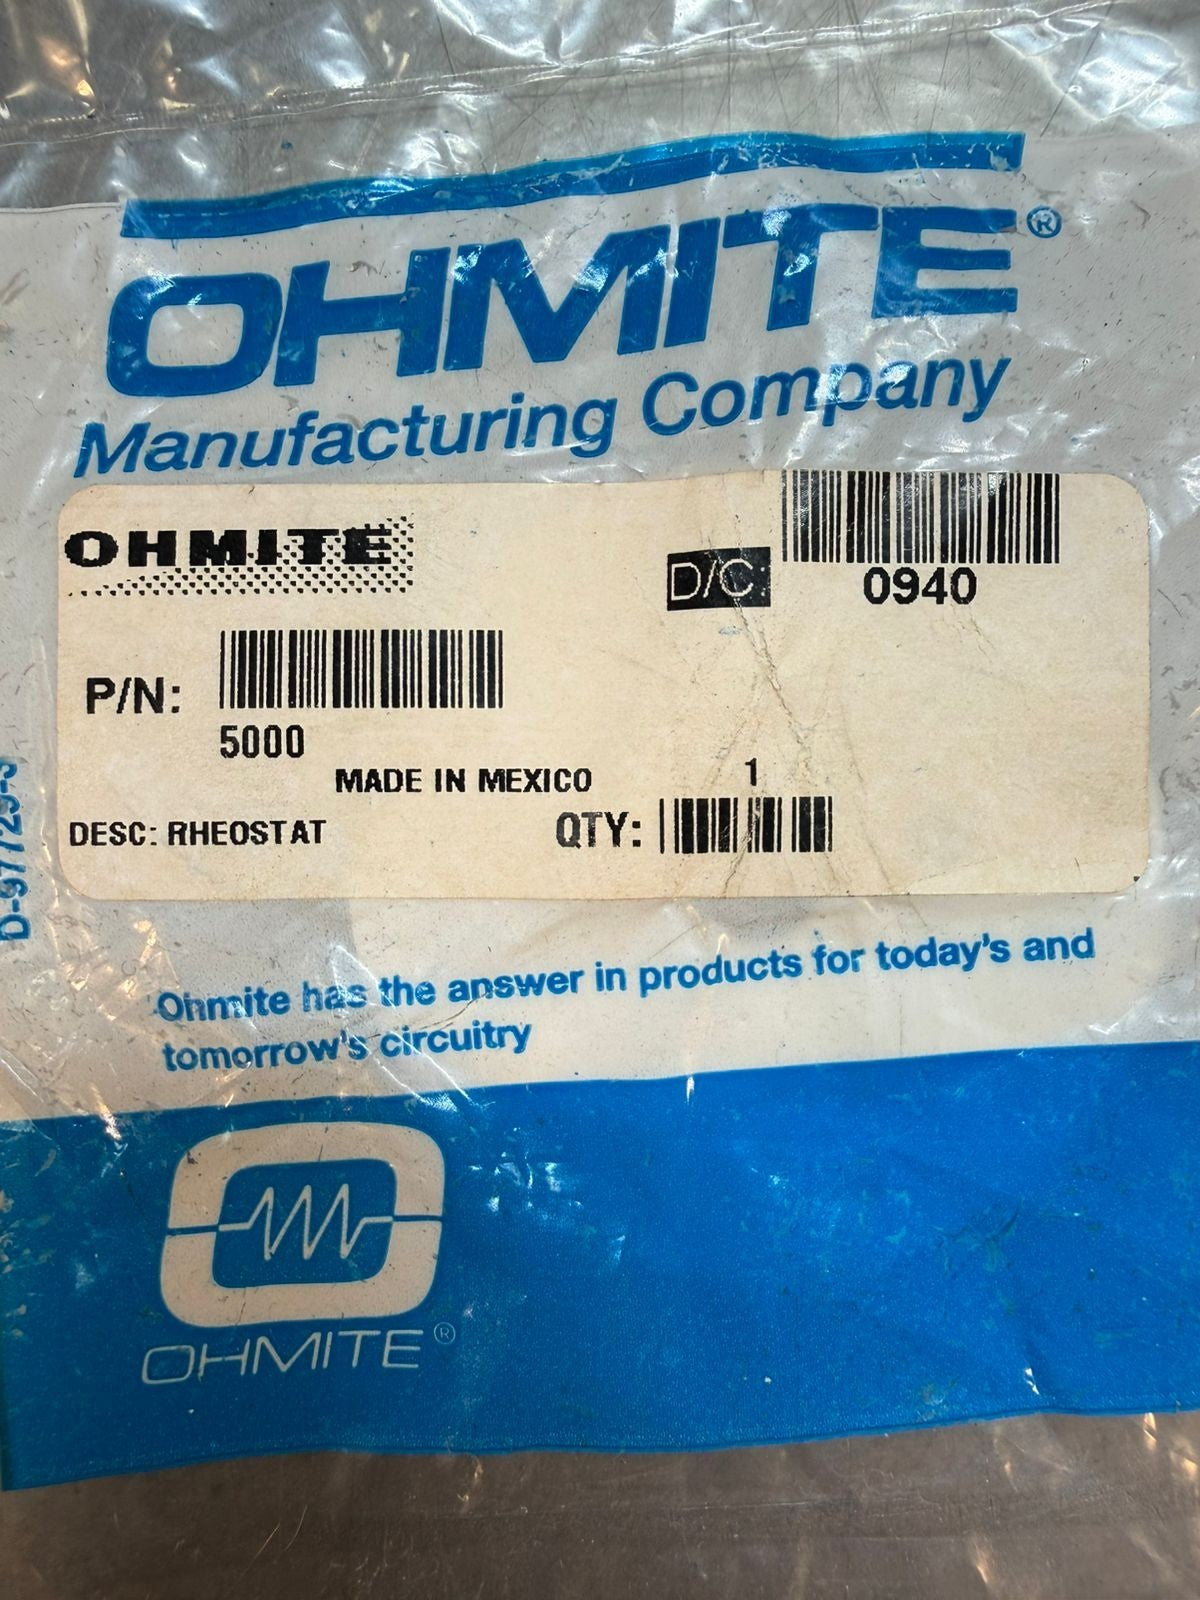 OHMITE®
Manufacturing Company
OHMITE
D/C:
0940
P/N:
5000
MADE IN MEXICO
1
DESC: RHEOSTAT
QTY:
Ohmite has the answer in products for today's and
tomorrow's circuitry
OHMITE®